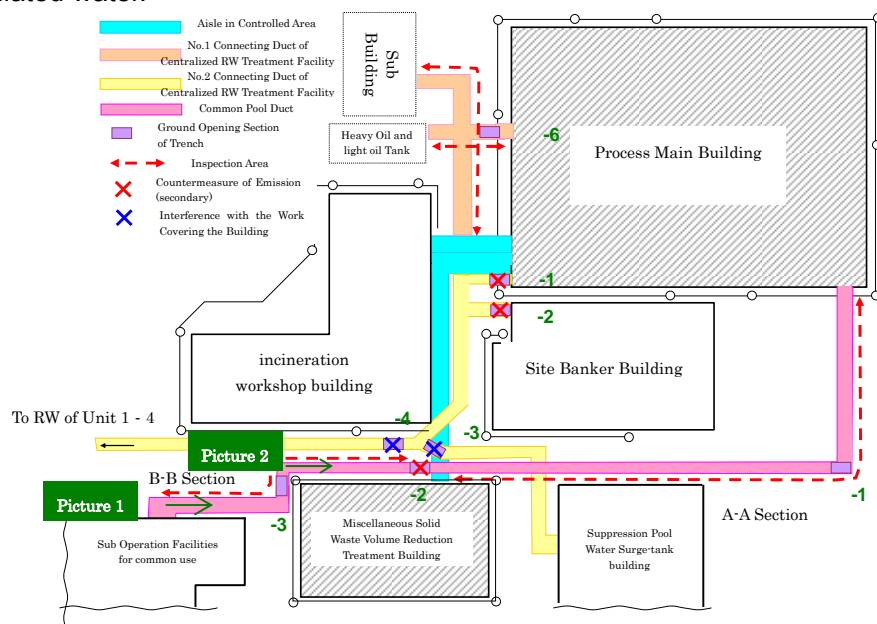 Aisle in Controlled Area
No.1 Connecting Duct of
Centralized RW Treatment Facility
No.2 Connecting Duct of
Centralized RW Treatment Facility
Common Pool Duct
Ground Opening Section
of Trench
Inspection Area
Countermeasure of Emission
(secondary)
Interference with the Work
Covering the Building
Sub
Building
Heavy Oil and
light oil Tank
-6
Process Main Building
-1
-2
incineration
workshop building
Site Banker Building
To RW of Unit 1 - 4
-4
-3
Picture 2
B-B Section
-2
-1
Picture 1
-3
A-A Section
Miscellaneous Solid
Waste Volume Reduction
Treatment Building
Suppression Pool
Water Surge-tank
building
Sub Operation Facilities
for common use